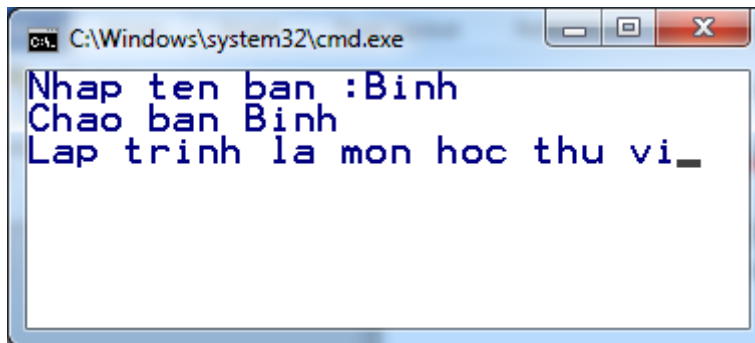 C:\Windows\system32\cmd.exe
Nhap ten ban :Binh
Chao ban Binh
Lap trinh la mon hoc thu vi